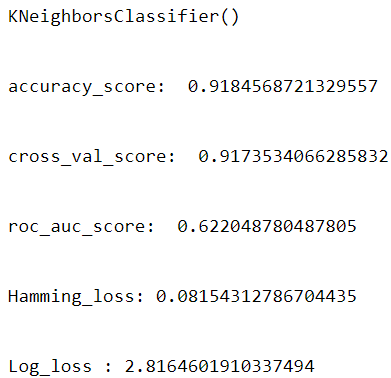 KNeighborsClassifier()
accuracy_score:  0.9184568721329557
cross_val_score:  0.9173534066285832
roc_auc_score:  0.622048780487805
Hamming_loss: 0.08154312786704435
Log_loss : 2.8164601910337494